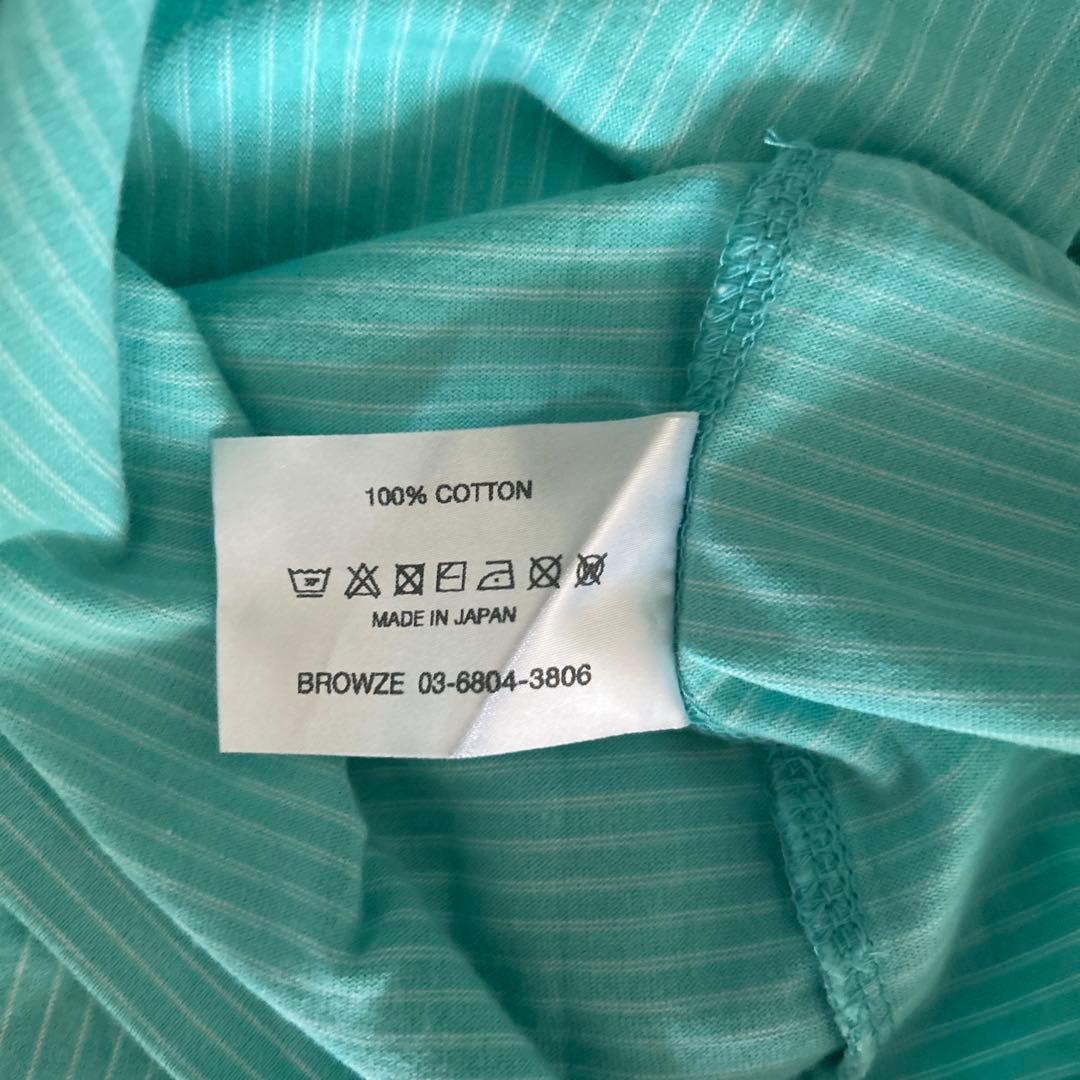 100% COTTON
MADE IN JAPAN
BROWZE 03-6804-3806